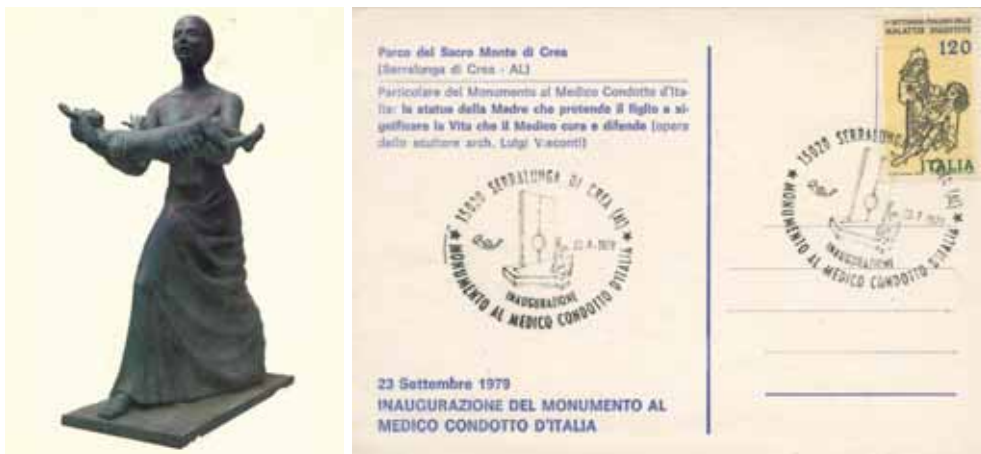 Parco del Sacro Monte di Crea
(Serralunga di Crea - AL)
Particolare del Monumento al Medico Condotto d'Ita-
lia: la statua della Madre che protende il figlio a si-
gnificare la Vita che il Medico cura e difende (opera
dello scultore arch. Luigi Visconti)
15020 SERRALUNGA DI CREA (AL)
23.9.1979
INAUGURAZIONE
★ MONUMENTO AL MEDICO CONDOTTO D'ITALIA ★
23 Settembre 1979
INAUGURAZIONE DEL MONUMENTO AL
MEDICO CONDOTTO D'ITALIA
MALATTIE DIGESTIVE
120
ITALIA
15020 SERRALUNGA
INAUGURAZIONE
★ MONUMENTO AL MEDICO CONDOTTO D'ITALIA ★